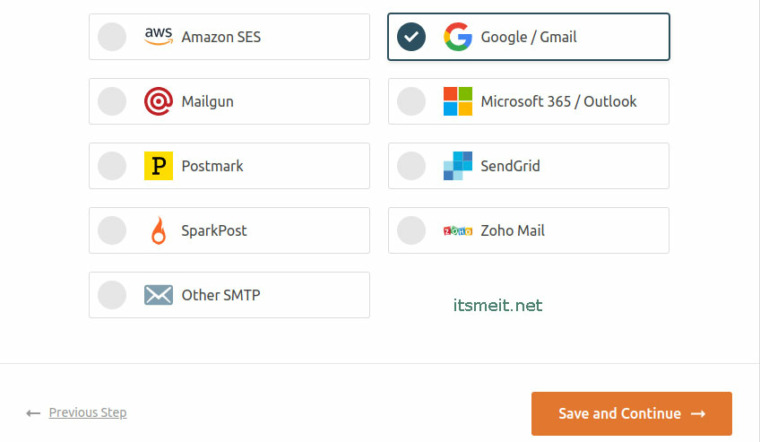 aws Amazon SES
Google / Gmail
Mailgun
Microsoft 365 / Outlook
P Postmark
SendGrid
SparkPost
ZOHO Zoho Mail
Other SMTP
itsmeit.net
← Previous Step
Save and Continue →